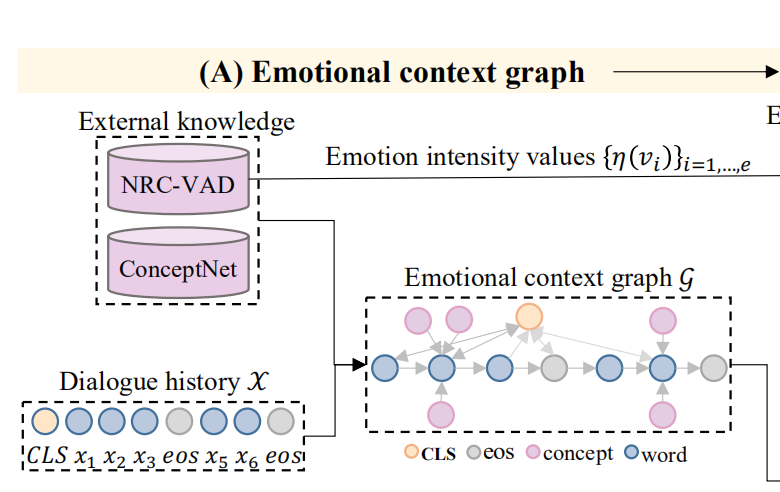 (A) Emotional context graph
External knowledge
E
NRC-VAD
Emotion intensity values {η(v_i)}_{i=1,...,e}
ConceptNet
Emotional context graph 𝒢
Dialogue history 𝒳
CLS x_1 x_2 x_3 eos x_5 x_6 eos
CLS eos concept word